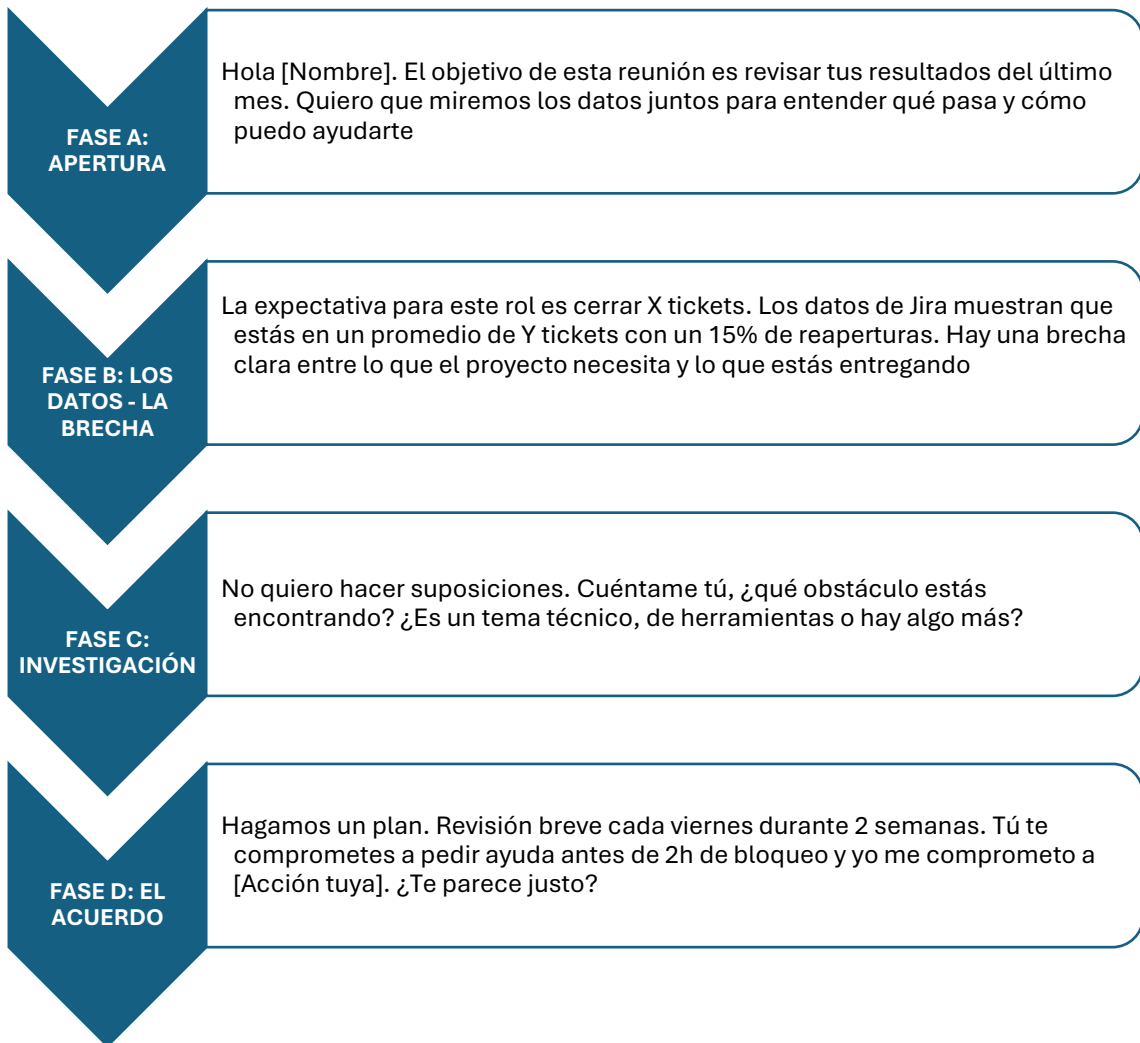 FASE A:
APERTURA
Hola [Nombre]. El objetivo de esta reunión es revisar tus resultados del último
mes. Quiero que miremos los datos juntos para entender qué pasa y cómo
puedo ayudarte
FASE B: LOS
DATOS - LA
BRECHA
La expectativa para este rol es cerrar X tickets. Los datos de Jira muestran que
estás en un promedio de Y tickets con un 15% de reaperturas. Hay una brecha
clara entre lo que el proyecto necesita y lo que estás entregando
FASE C:
INVESTIGACIÓN
No quiero hacer suposiciones. Cuéntame tú, ¿qué obstáculo estás
encontrando? ¿Es un tema técnico, de herramientas o hay algo más?
FASE D: EL
ACUERDO
Hagamos un plan. Revisión breve cada viernes durante 2 semanas. Tú te
comprometes a pedir ayuda antes de 2h de bloqueo y yo me comprometo a
[Acción tuya]. ¿Te parece justo?